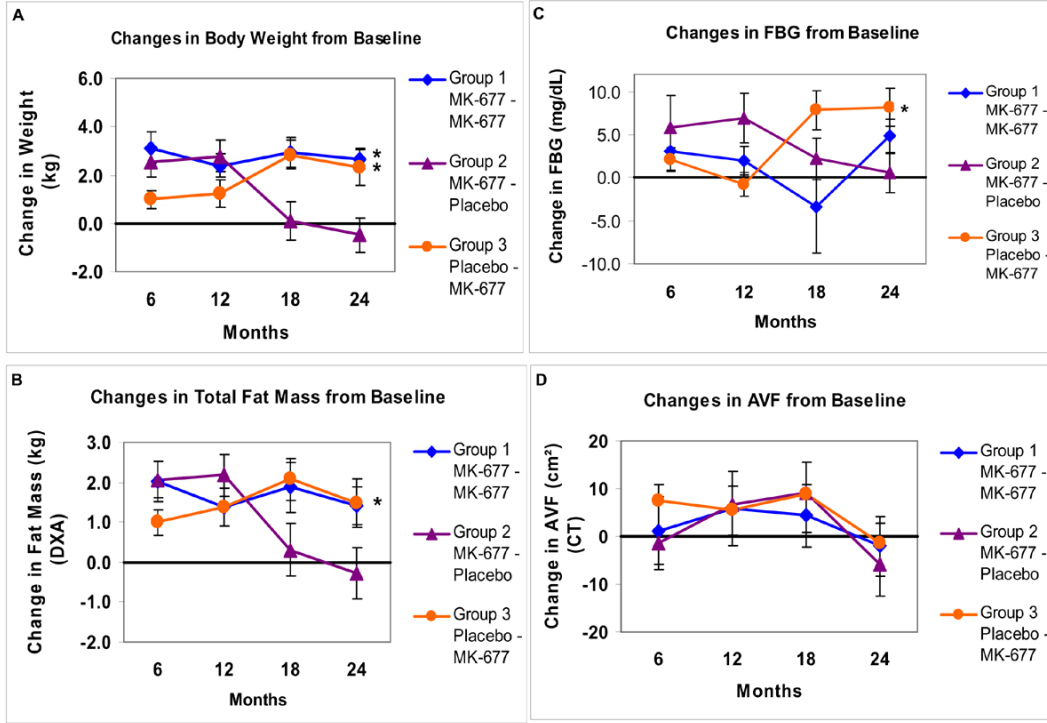 A
Changes in Body Weight from Baseline
Change in Weight
(kg)
6.0
4.0
2.0
0.0
-2.0
6 12 18 24
Months
*
*
Group 1
MK-677 -
MK-677
Group 2
MK-677 -
Placebo
Group 3
Placebo -
MK-677
C
Changes in FBG from Baseline
Change in FBG (mg/dL)
10.0
5.0
0.0
-5.0
-10.0
6 12 18 24
Months
*
Group 1
MK-677 -
MK-677
Group 2
MK-677 -
Placebo
Group 3
Placebo -
MK-677
B
Changes in Total Fat Mass from Baseline
Change in Fat Mass (kg)
(DXA)
3.0
2.0
1.0
0.0
-1.0
-2.0
6 12 18 24
Months
*
Group 1
MK-677 -
MK-677
Group 2
MK-677 -
Placebo
Group 3
Placebo -
MK-677
D
Changes in AVF from Baseline
Change in AVF (cm²)
(CT)
20
10
0
-10
-20
6 12 18 24
Months
Group 1
MK-677 -
MK-677
Group 2
MK-677 -
Placebo
Group 3
Placebo -
MK-677